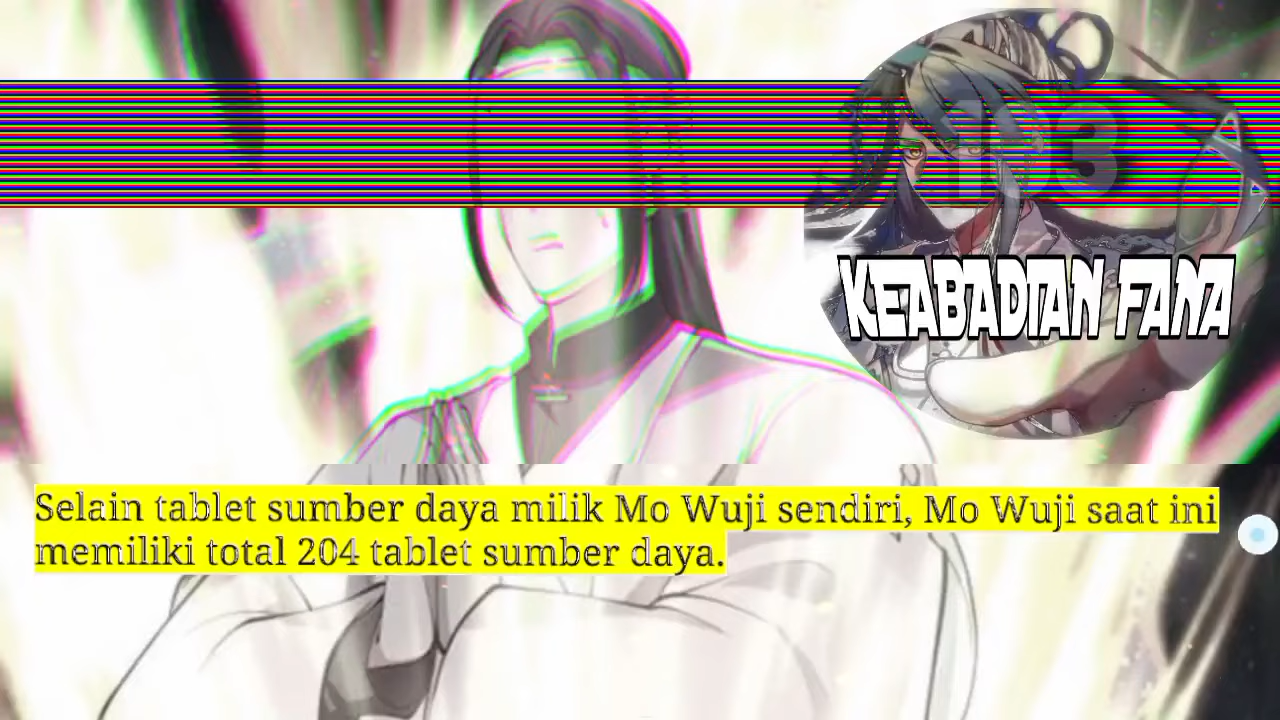 103
KEABADIAN FANA
Selain tablet sumber daya milik Mo Wuji sendiri, Mo Wuji saat ini
memiliki total 204 tablet sumber daya.